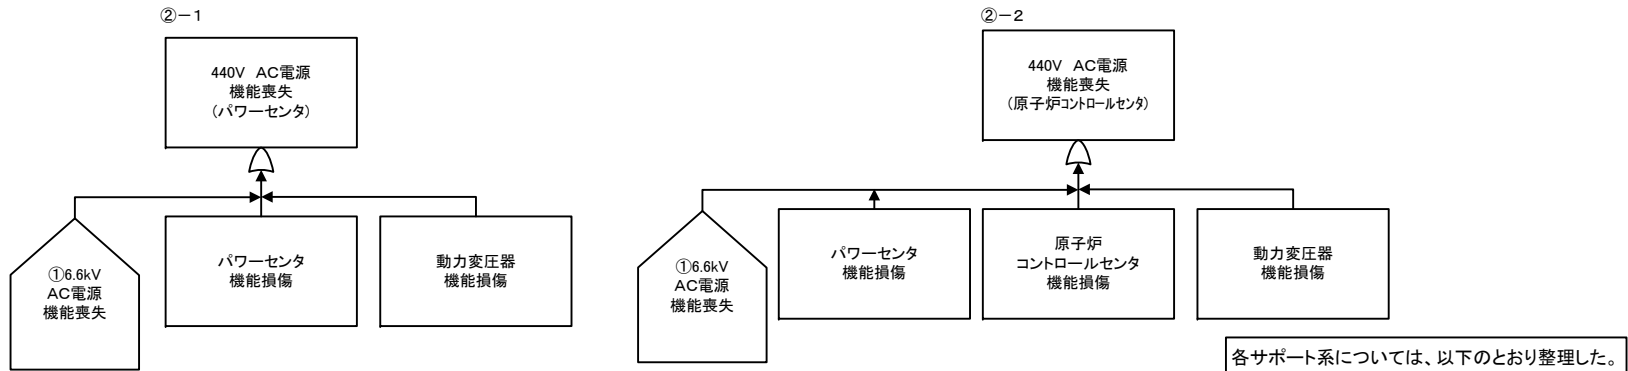 ②－1
440V AC電源
機能喪失
(パワーセンタ)
①6.6kV
AC電源
機能喪失
パワーセンタ
機能損傷
動力変圧器
機能損傷
②－2
440V AC電源
機能喪失
(原子炉コントロールセンタ)
①6.6kV
AC電源
機能喪失
パワーセンタ
機能損傷
原子炉
コントロールセンタ
機能損傷
動力変圧器
機能損傷
各サポート系については、以下のとおり整理した。